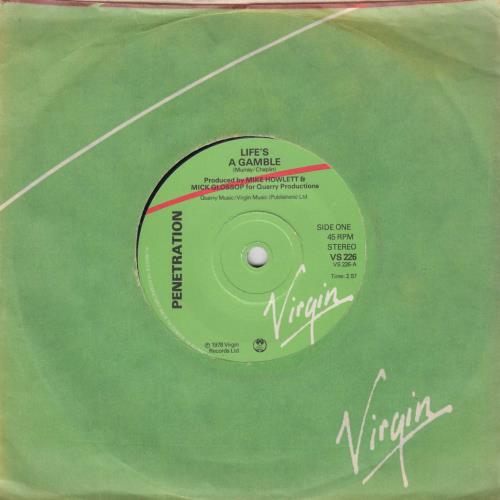 LIFE'S
A GAMBLE
(Murray/Chaplin)
Produced by MIKE HOWLETT &
MICK GLOSSOP for Quarry Productions
Quarry Music/Virgin Music (Publishers) Ltd
PENETRATION
SIDE ONE
45 RPM
STEREO
VS 226
VS 226-A
Time: 2.57
Virgin
℗ 1978 Virgin
Records Ltd
Virgin